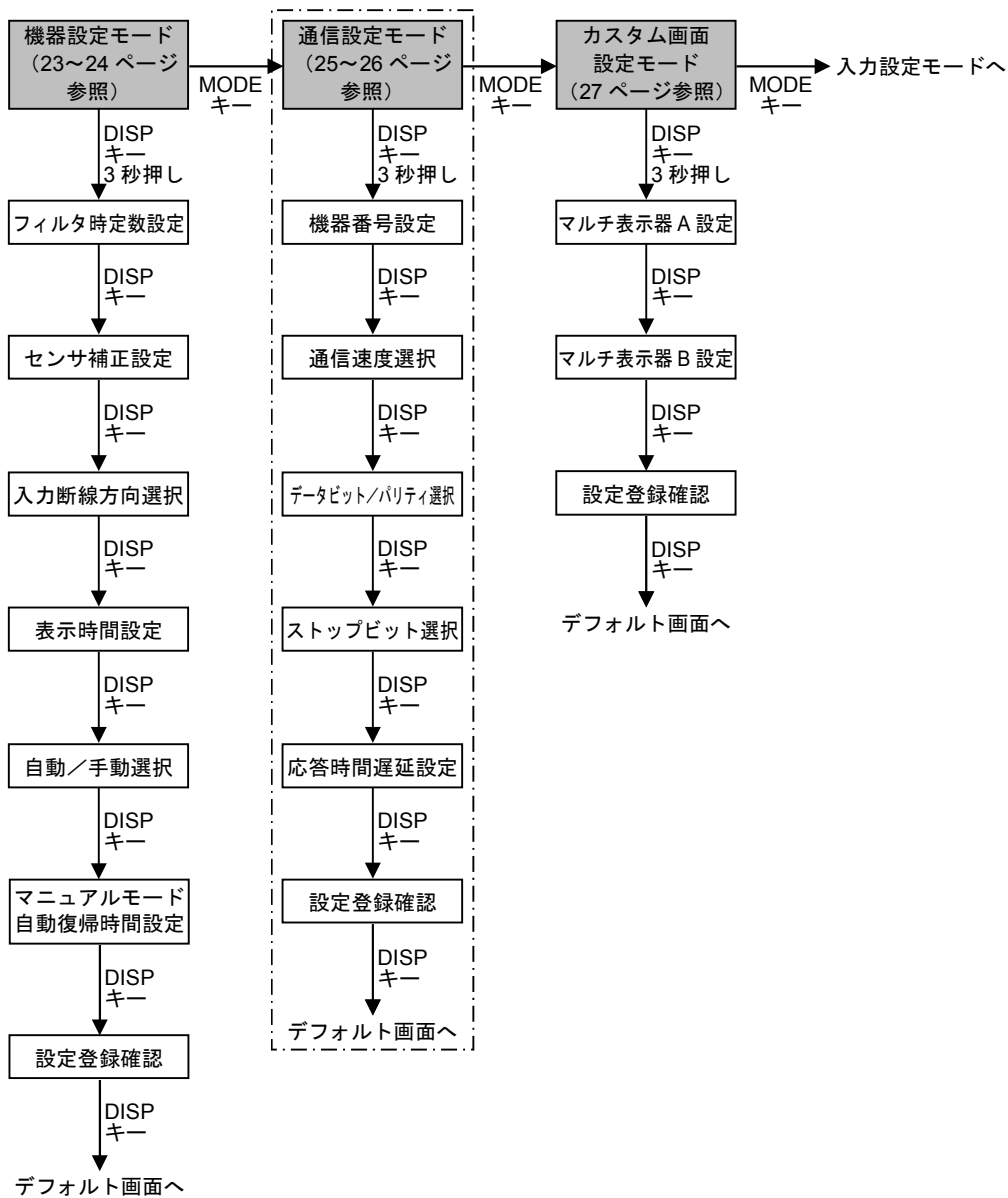 機器設定モード
（23～24 ページ
参照）
MODE
キー
通信設定モード
（25～26 ページ
参照）
MODE
キー
カスタム画面
設定モード
（27 ページ参照）
MODE
キー
入力設定モードへ
DISP
キー
3 秒押し
フィルタ時定数設定
DISP
キー
センサ補正設定
DISP
キー
入力断線方向選択
DISP
キー
表示時間設定
DISP
キー
自動／手動選択
DISP
キー
マニュアルモード
自動復帰時間設定
DISP
キー
設定登録確認
DISP
キー
デフォルト画面へ
DISP
キー
3 秒押し
機器番号設定
DISP
キー
通信速度選択
DISP
キー
データビット／パリティ選択
DISP
キー
ストップビット選択
DISP
キー
応答時間遅延設定
DISP
キー
設定登録確認
DISP
キー
デフォルト画面へ
DISP
キー
3 秒押し
マルチ表示器 A 設定
DISP
キー
マルチ表示器 B 設定
DISP
キー
設定登録確認
DISP
キー
デフォルト画面へ